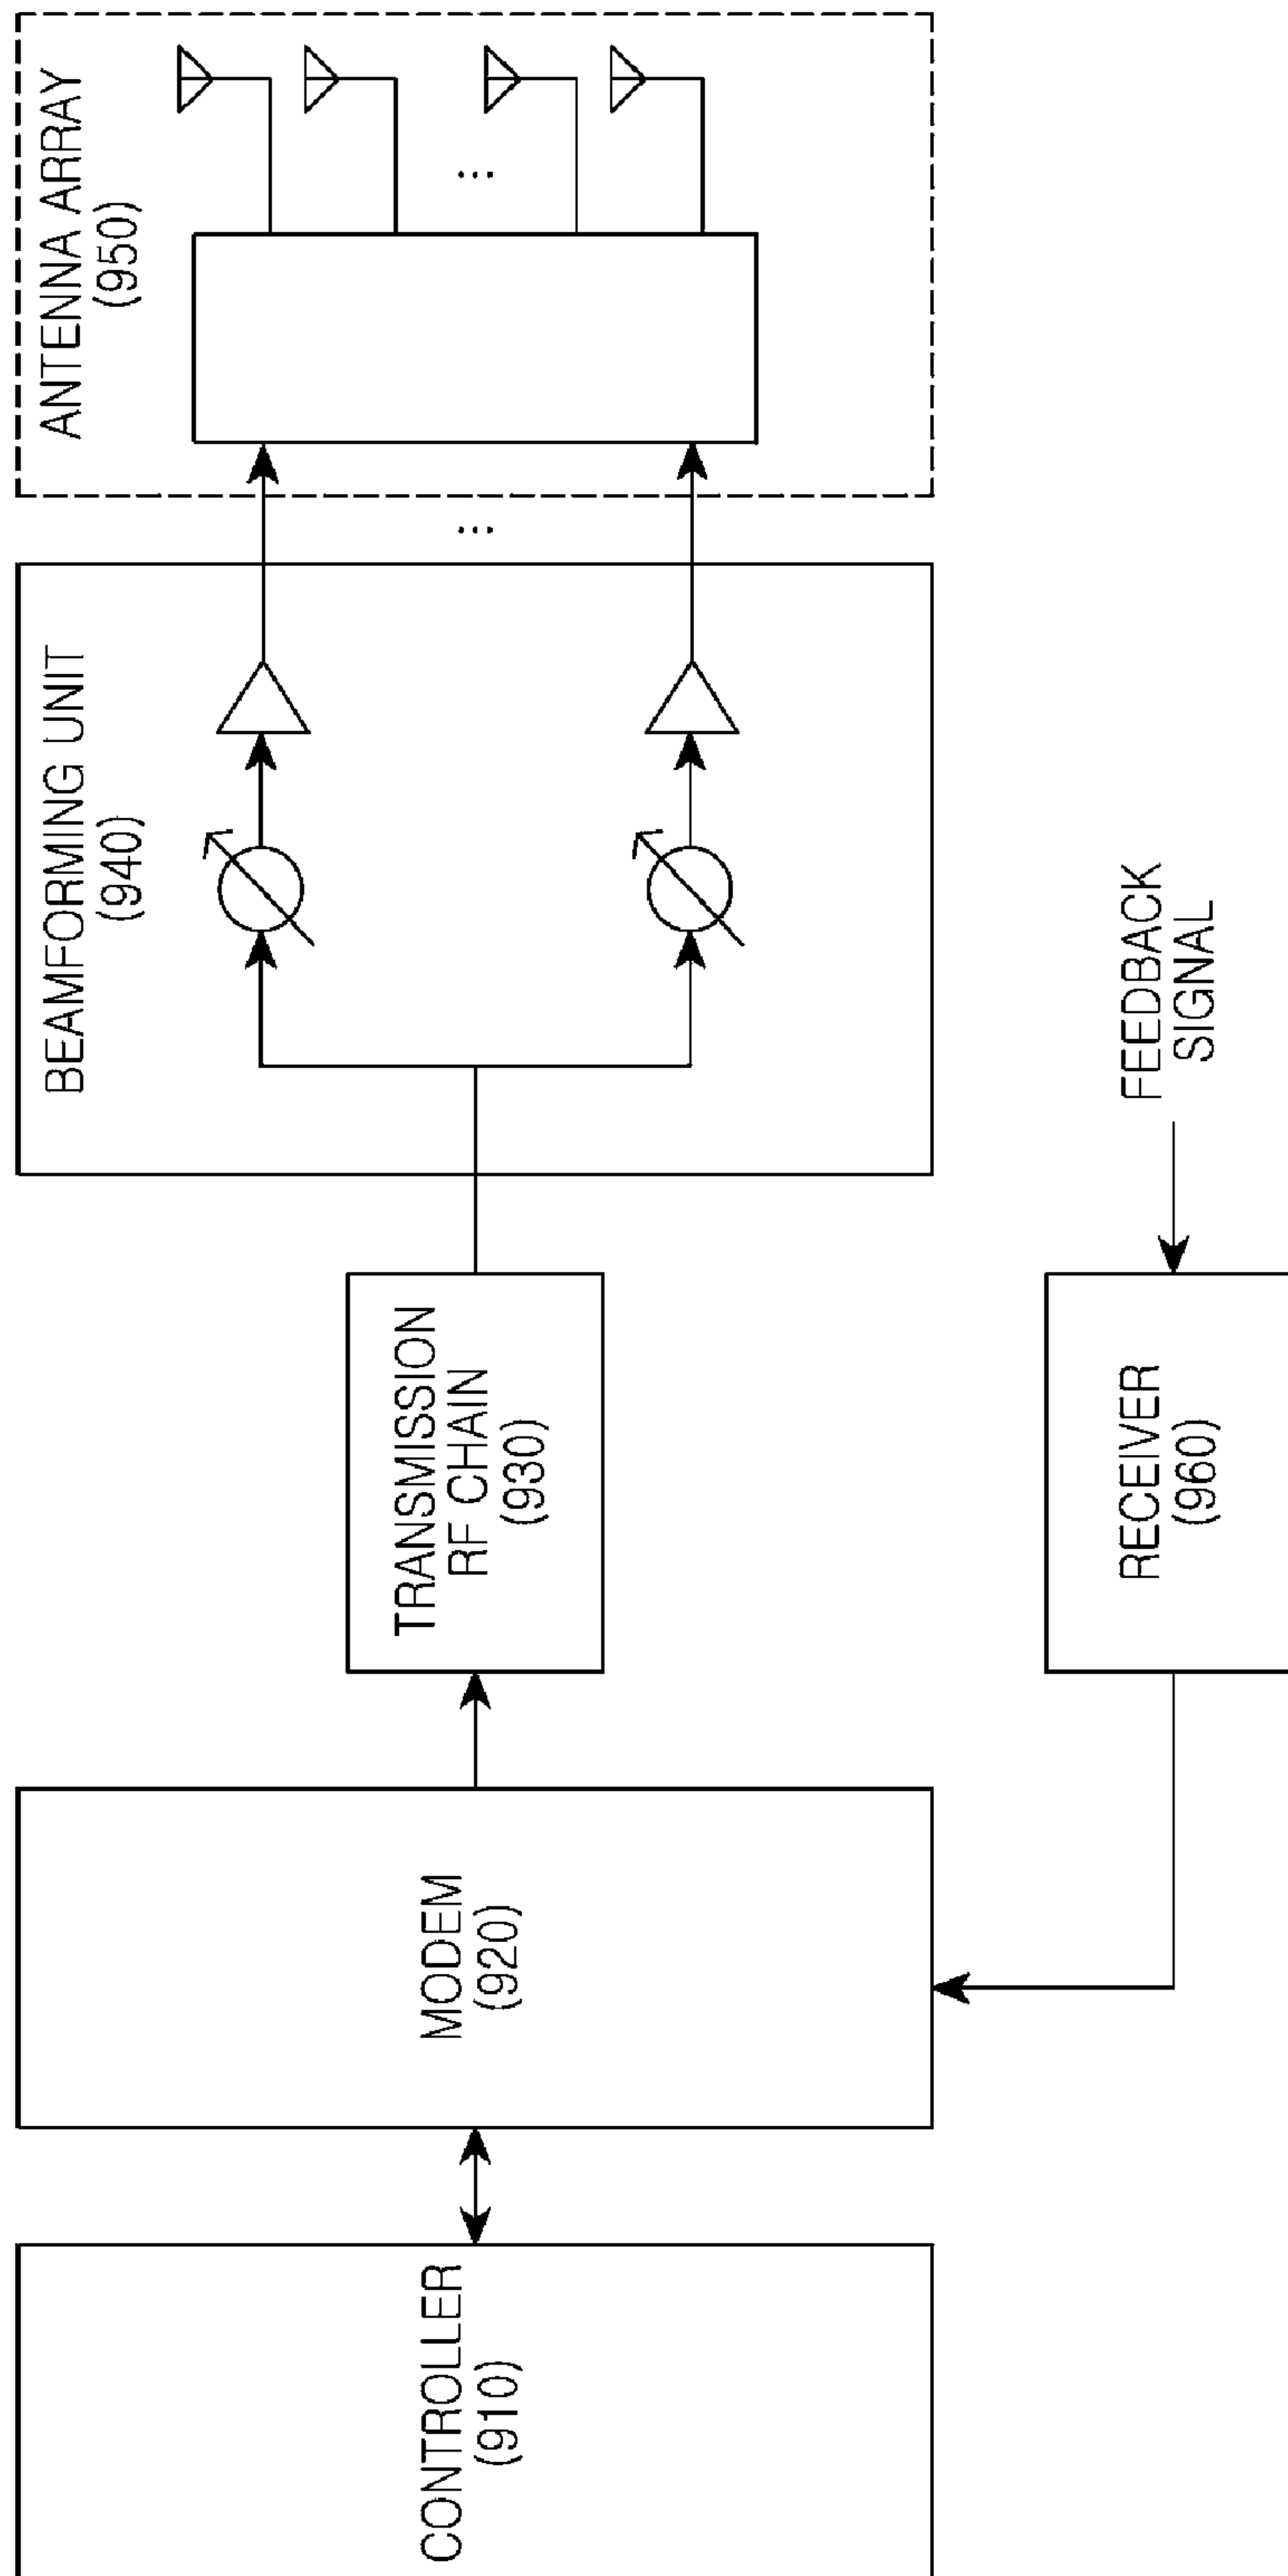 CONTROLLER
(910)
MODEM
(920)
TRANSMISSION
RF CHAIN
(930)
BEAMFORMING UNIT
(940)
ANTENNA ARRAY
(950)
RECEIVER
(960)
FEEDBACK
SIGNAL